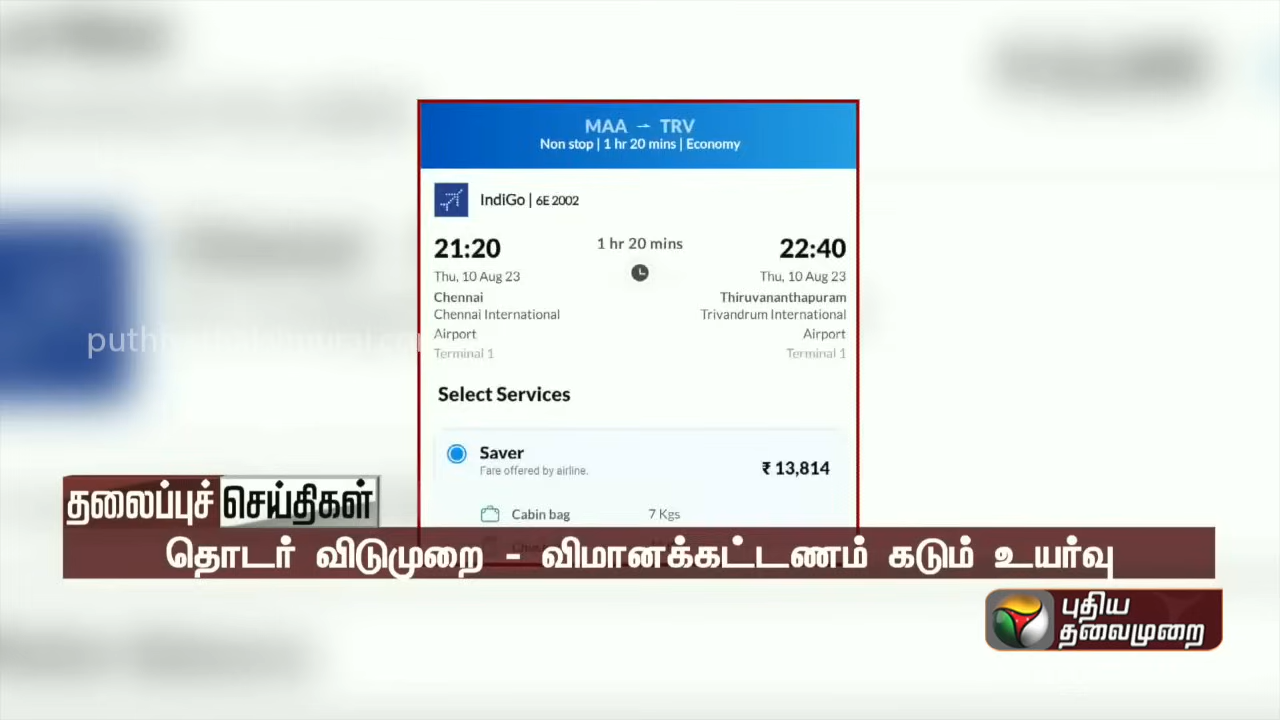 MAA → TRV
Non stop | 1 hr 20 mins | Economy
IndiGo | 6E 2002
21:20 1 hr 20 mins 22:40
Thu, 10 Aug 23 Thu, 10 Aug 23
Chennai Thiruvananthapuram
Chennai International Trivandrum International
Airport Airport
Terminal 1 Terminal 1
Select Services
Saver
Fare offered by airline.
₹ 13,814
Cabin bag 7 Kgs
தலைப்புச் செய்திகள்
தொடர் விடுமுறை - விமானக்கட்டணம் கடும் உயர்வு
புதிய
தலைமுறை